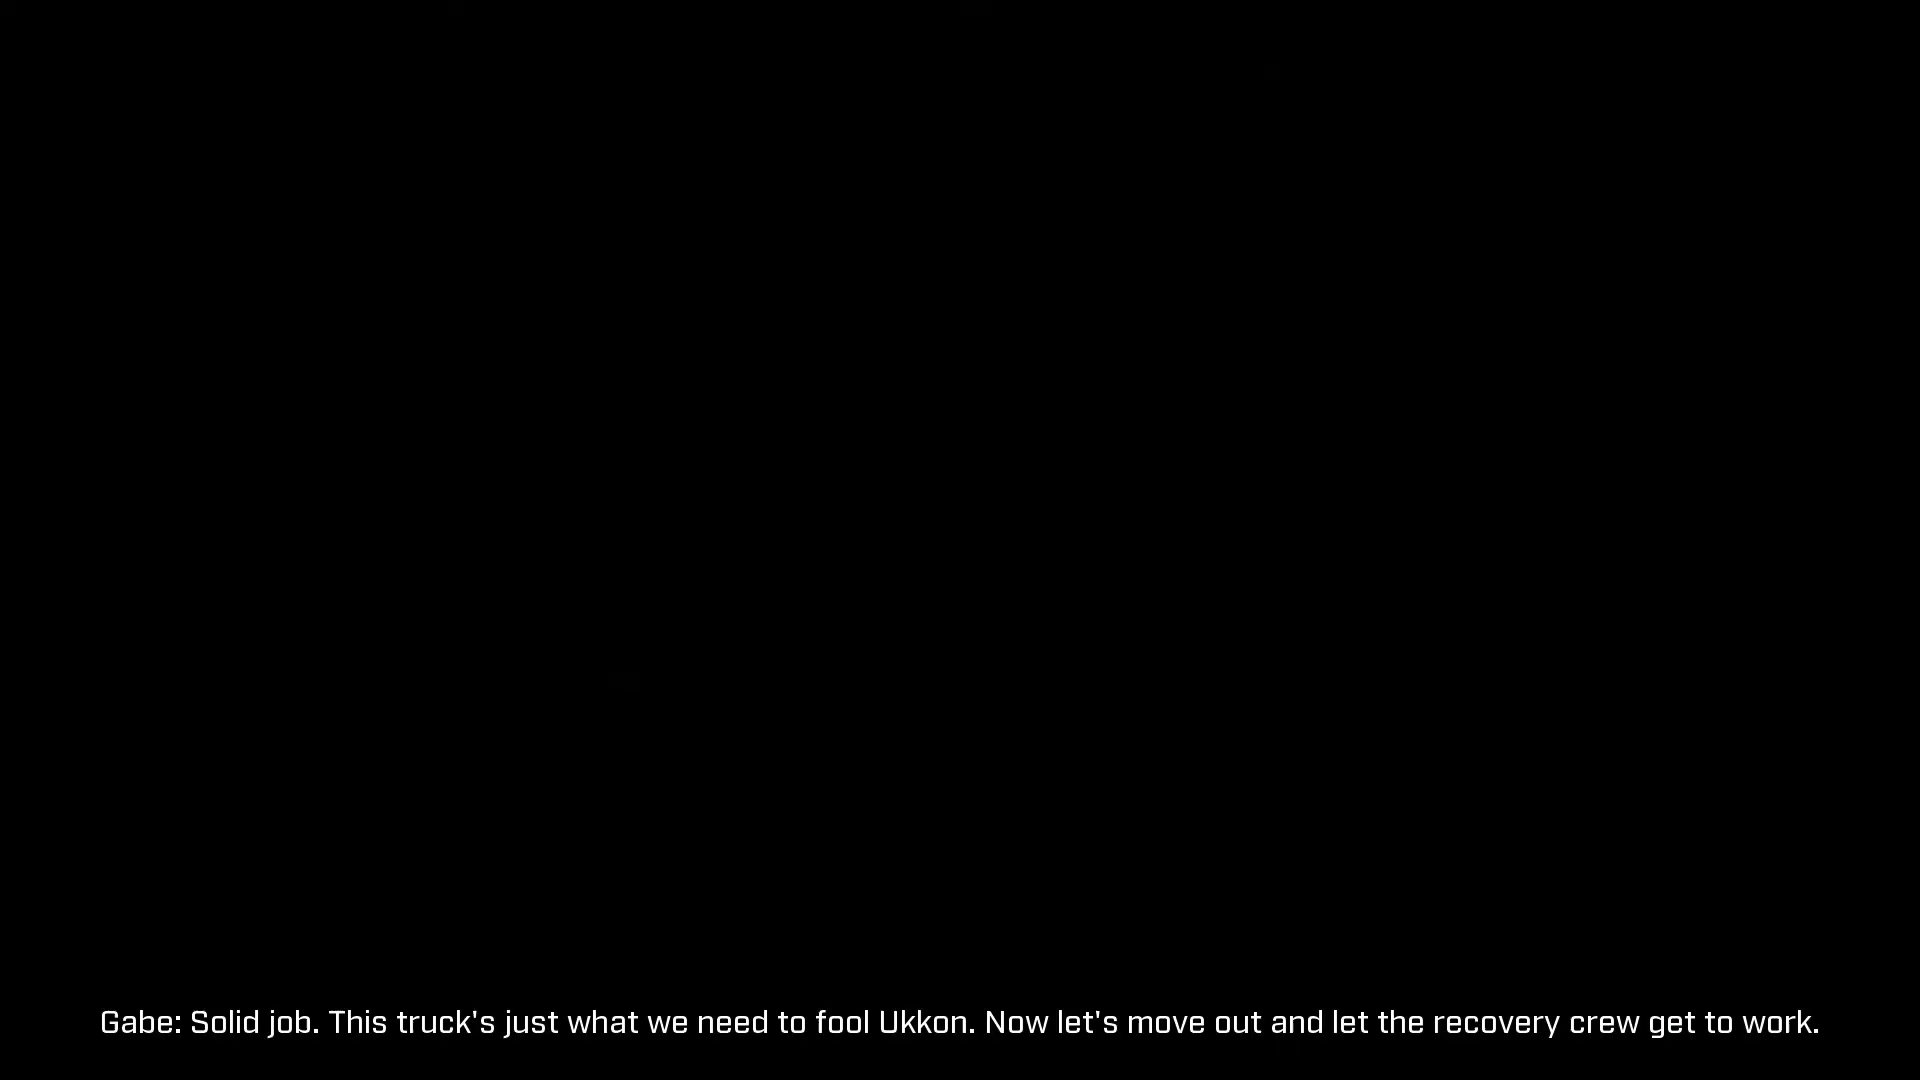 Gabe: Solid job. This truck's just what we need to fool Ukkon. Now let's move out and let the recovery crew get to work.